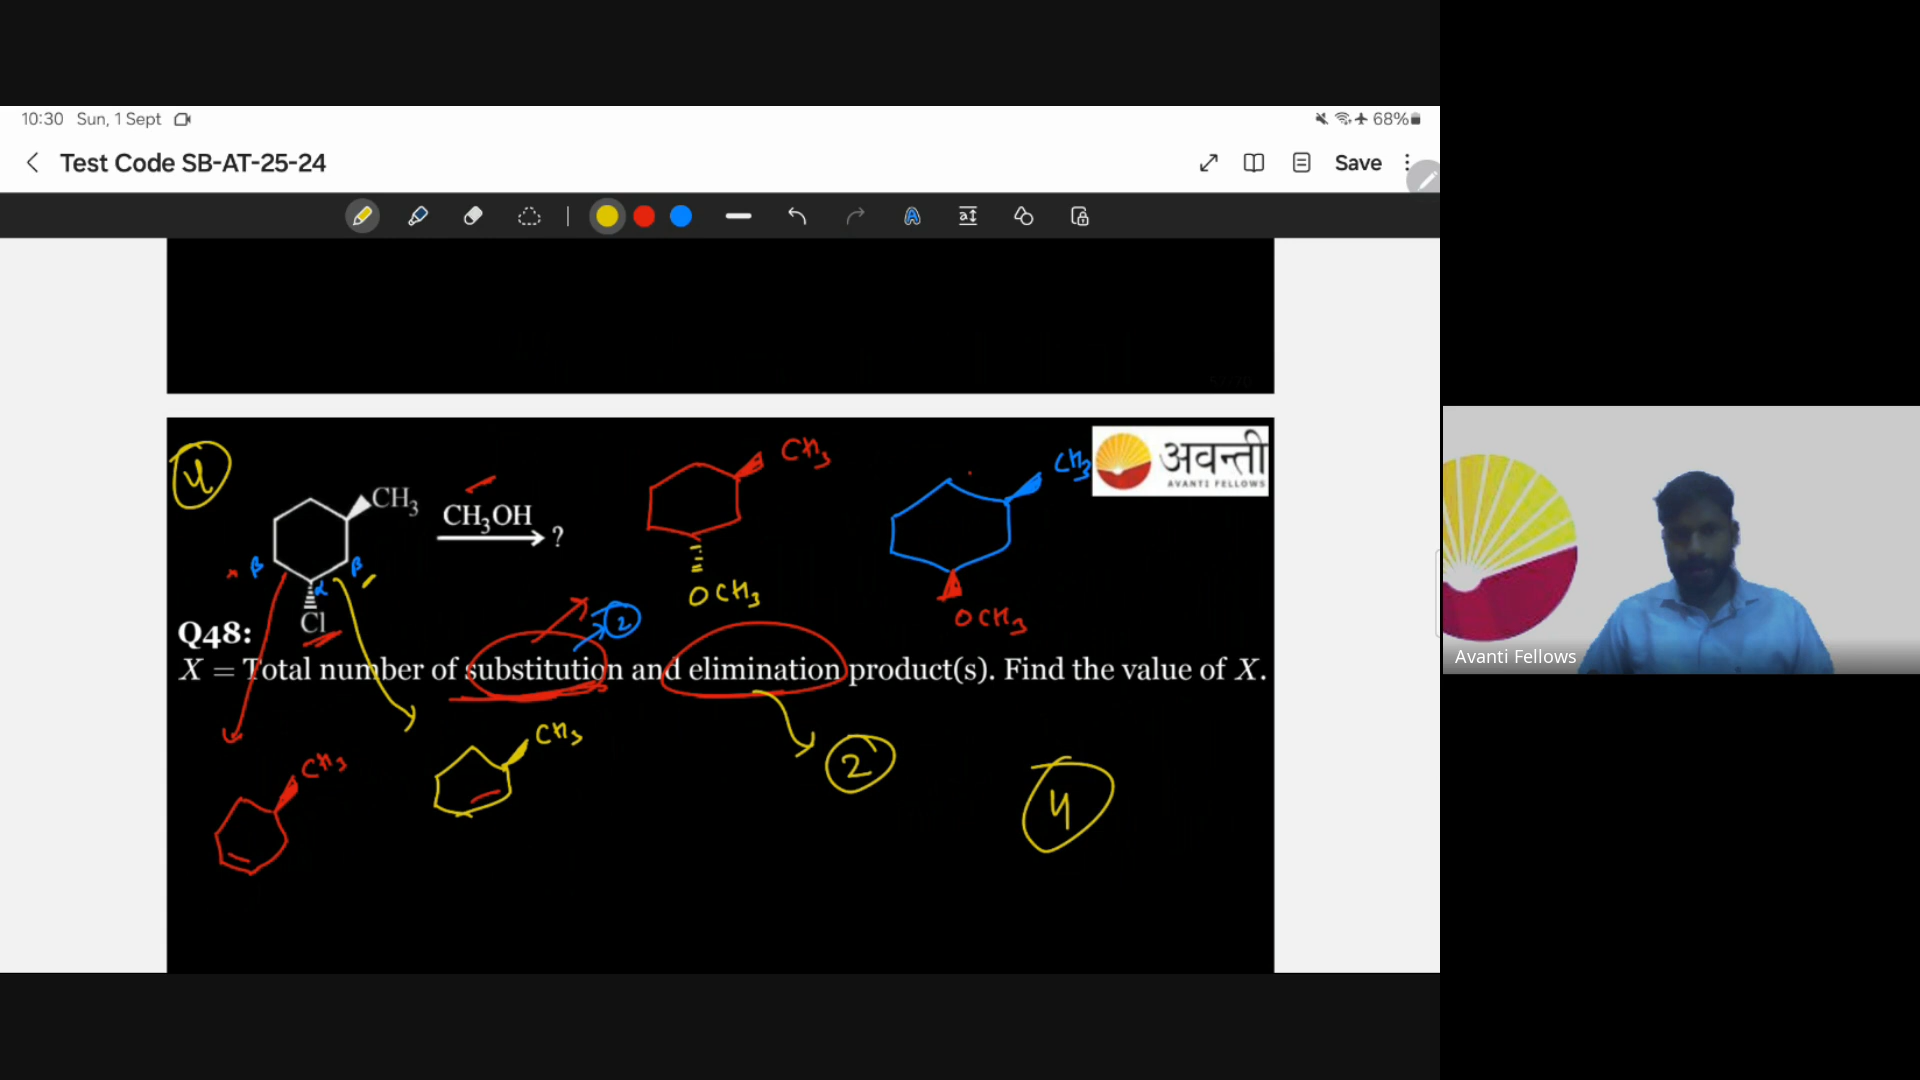 10:30 Sun, 1 Sept
68%
Test Code SB-AT-25-24
Save
4
CH₃
CH₃OH
?
CH₃
CH₃
अवन्ती
AVANTI FELLOWS
β
β
α
Cl
OCH₃
OCH₃
2
Q48:
X = Total number of substitution and elimination product(s). Find the value of X.
CH₃
CH₃
2
4
Avanti Fellows